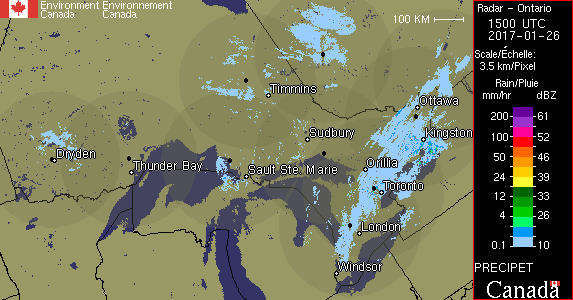 Environment Environnement
Canada Canada
100 KM
Timmins
Ottawa
Sudbury
Kingston
Dryden
Thunder Bay
Sault Ste. Marie
Orillia
Toronto
London
Windsor
Radar - Ontario
1500 UTC
2017-01-26
Scale/Échelle:
3.5 km/Pixel
Rain/Pluie
mm/hr dBZ
200 61
100 52
50 46
24 39
12 33
4 26
0.1 10
PRECIPET
Canada